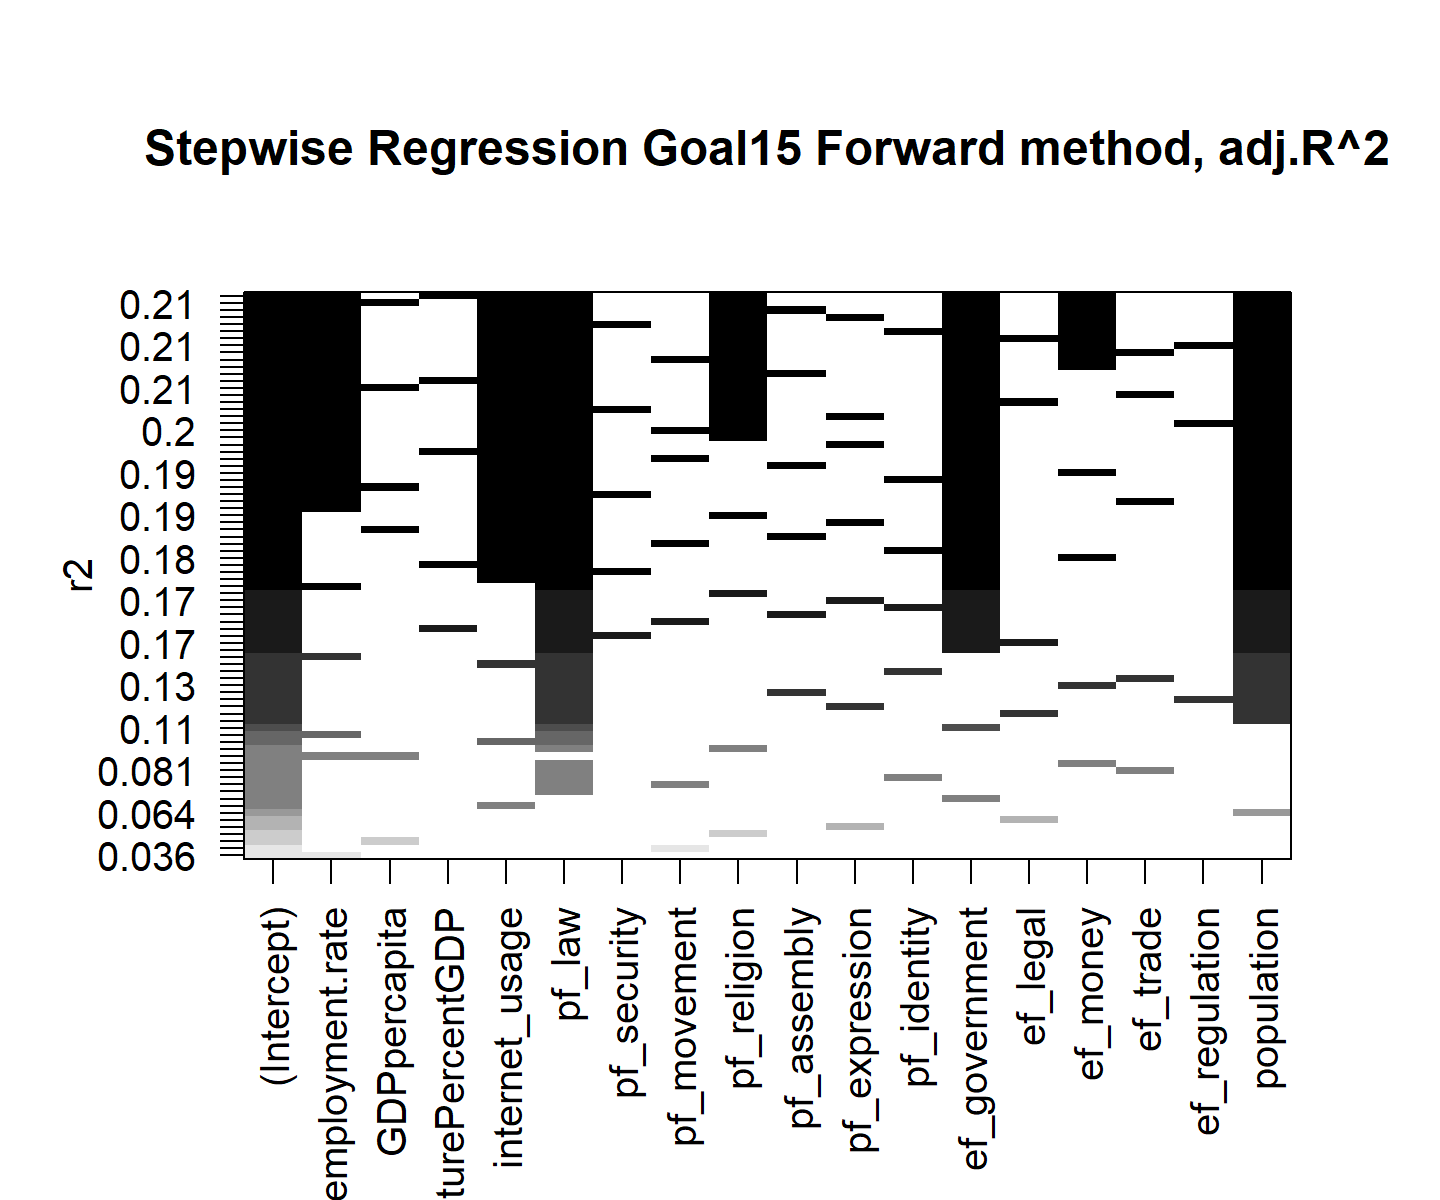 Stepwise Regression Goal15 Forward method, adj.R^2
r2
0.21
0.21
0.21
0.2
0.19
0.19
0.18
0.17
0.17
0.13
0.11
0.081
0.064
0.036
(Intercept)
employment.rate
GDPpercapita
turePercentGDP
internet_usage
pf_law
pf_security
pf_movement
pf_religion
pf_assembly
pf_expression
pf_identity
ef_government
ef_legal
ef_money
ef_trade
ef_regulation
population